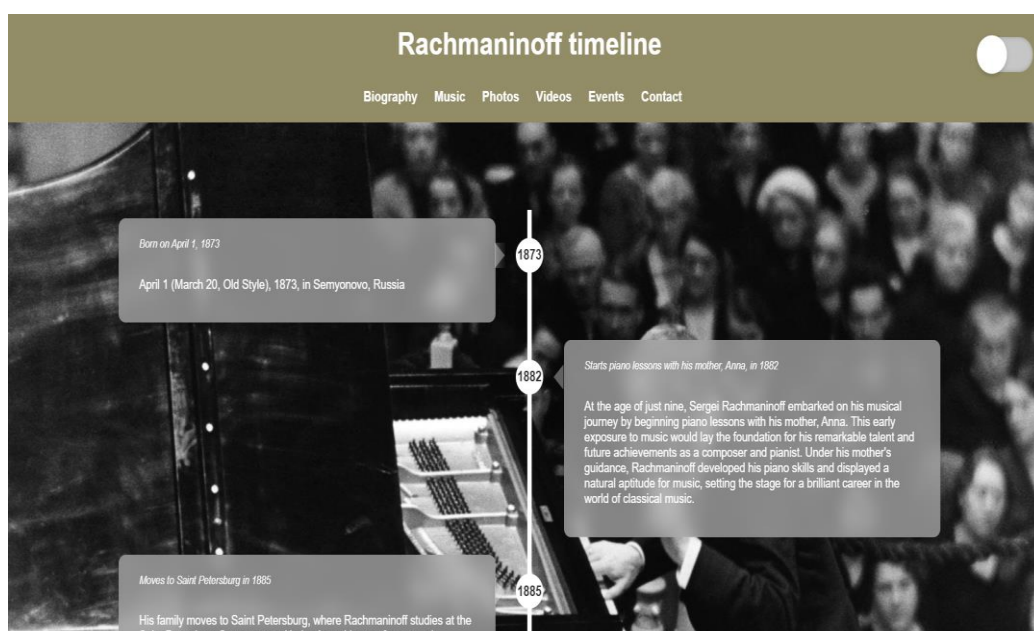 Rachmaninoff timeline
Biography Music Photos Videos Events Contact
Born on April 1, 1873
April 1 (March 20, Old Style), 1873, in Semyonovo, Russia
1873
1882
Starts piano lessons with his mother, Anna, in 1882
At the age of just nine, Sergei Rachmaninoff embarked on his musical
journey by beginning piano lessons with his mother, Anna. This early
exposure to music would lay the foundation for his remarkable talent and
future achievements as a composer and pianist. Under his mother's
guidance, Rachmaninoff developed his piano skills and displayed a
natural aptitude for music, setting the stage for a brilliant career in the
world of classical music.
Moves to Saint Petersburg in 1885
1885
His family moves to Saint Petersburg, where Rachmaninoff studies at the